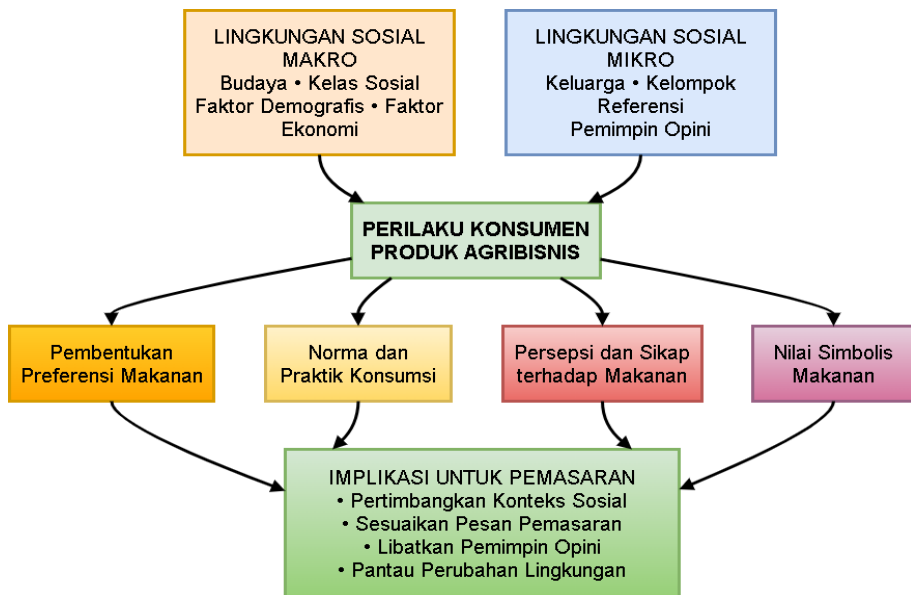 LINGKUNGAN SOSIAL
MAKRO
Budaya • Kelas Sosial
Faktor Demografis • Faktor
Ekonomi
LINGKUNGAN SOSIAL
MIKRO
Keluarga • Kelompok
Referensi
Pemimpin Opini
PERILAKU KONSUMEN
PRODUK AGRIBISNIS
Pembentukan
Preferensi Makanan
Norma dan
Praktik Konsumsi
Persepsi dan Sikap
terhadap Makanan
Nilai Simbolis
Makanan
IMPLIKASI UNTUK PEMASARAN
• Pertimbangkan Konteks Sosial
• Sesuaikan Pesan Pemasaran
• Libatkan Pemimpin Opini
• Pantau Perubahan Lingkungan